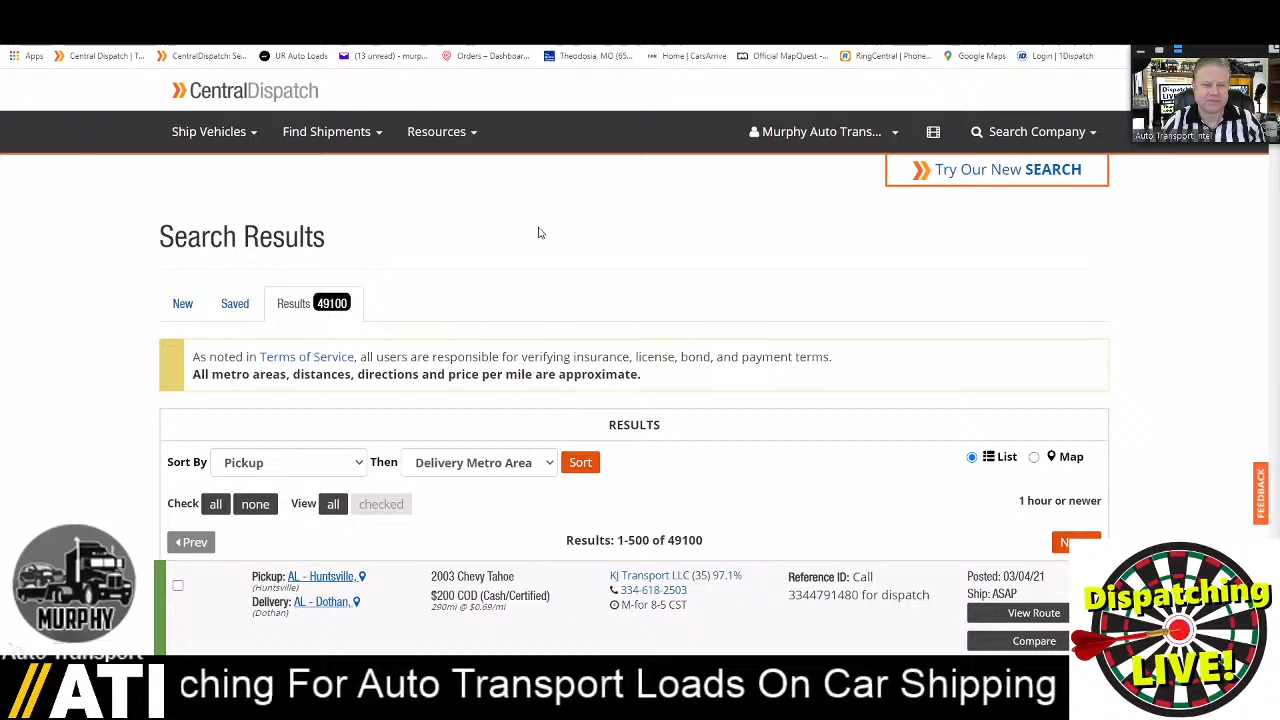 Apps
Central Dispatch | T...
CentralDispatch: Se...
UR Auto Loads
(13 unread) - murp...
Orders – Dashboar...
Theodosia, MO (65...
Home | CarsArrive
Official MapQuest -...
RingCentral | Phone...
Google Maps
Login | 1Dispatch
CentralDispatch
Ship Vehicles
Find Shipments
Resources
Murphy Auto Trans...
Search Company
Auto Transport Intel
Try Our New SEARCH
Search Results
New
Saved
Results 49100
As noted in Terms of Service, all users are responsible for verifying insurance, license, bond, and payment terms.
All metro areas, distances, directions and price per mile are approximate.
RESULTS
Sort By Pickup Then Delivery Metro Area Sort
List Map
Check all none View all checked
1 hour or newer
Prev
Results: 1-500 of 49100
Pickup: AL - Huntsville,
(Huntsville)
Delivery: AL - Dothan,
(Dothan)
2003 Chevy Tahoe
$200 COD (Cash/Certified)
290mi @ $0.69/mi
KJ Transport LLC (35) 97.1%
334-618-2503
M-for 8-5 CST
Reference ID: Call
3344791480 for dispatch
Posted: 03/04/21
Ship: ASAP
View Route
Compare
FEEDBACK
MURPHY
Auto Transport
Dispatching
LIVE!
ATI
ching For Auto Transport Loads On Car Shipping